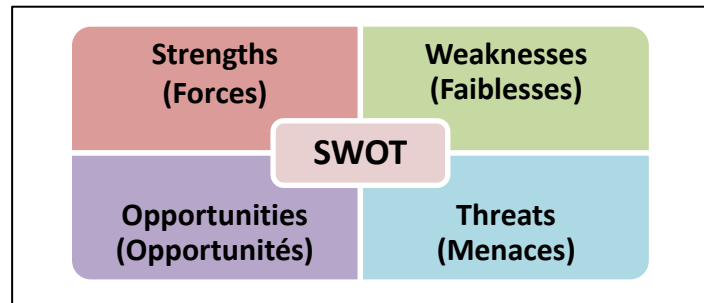 Strengths
(Forces)
Weaknesses
(Faiblesses)
SWOT
Opportunities
(Opportunités)
Threats
(Menaces)